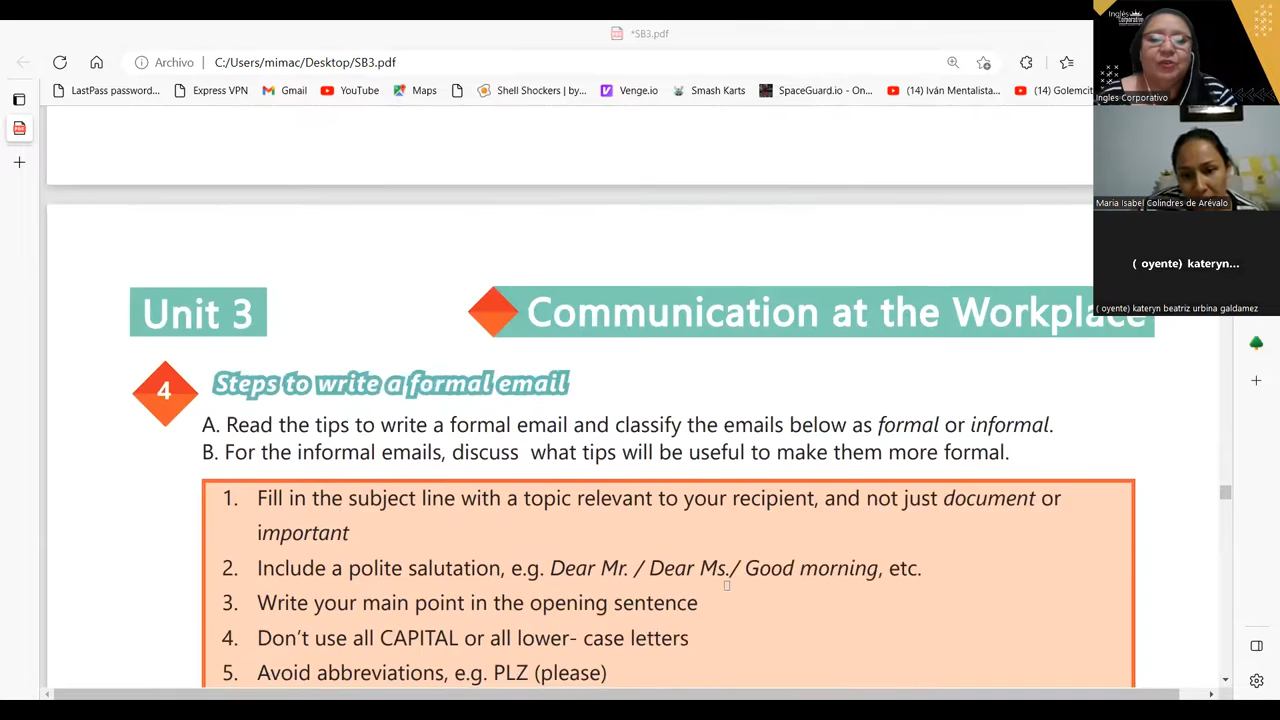 *SB3.pdf
Archivo C:/Users/mimac/Desktop/SB3.pdf
LastPass password... Express VPN Gmail YouTube Maps Shell Shockers | by... Venge.io Smash Karts SpaceGuard.io - On... (14) Iván Mentalista... (14) Golemcit
Inglés Corporativo
Ingles Corporativo
Maria Isabel Colindres de Arévalo
( oyente) kateryn...
( oyente) kateryn beatriz urbina galdamez
Unit 3
Communication at the Workplace
4
Steps to write a formal email
A. Read the tips to write a formal email and classify the emails below as formal or informal.
B. For the informal emails, discuss what tips will be useful to make them more formal.
1. Fill in the subject line with a topic relevant to your recipient, and not just document or
important
2. Include a polite salutation, e.g. Dear Mr. / Dear Ms./ Good morning, etc.
3. Write your main point in the opening sentence
4. Don't use all CAPITAL or all lower- case letters
5. Avoid abbreviations, e.g. PLZ (please)